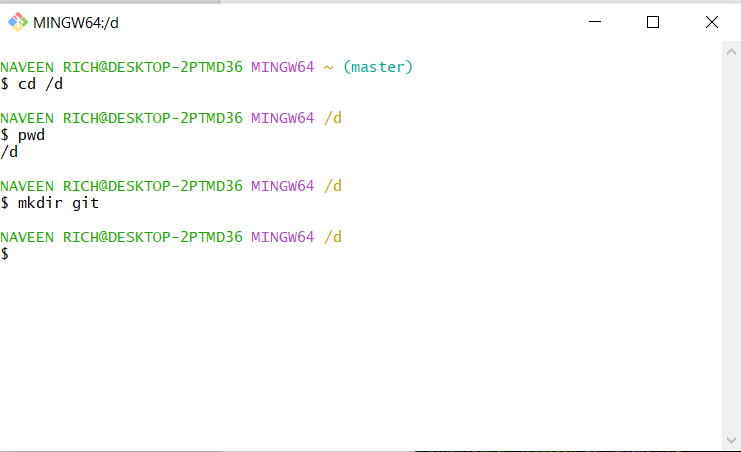 MINGW64:/d
NAVEEN RICH@DESKTOP-2PTMD36 MINGW64 ~ (master)
$ cd /d
NAVEEN RICH@DESKTOP-2PTMD36 MINGW64 /d
$ pwd
/d
NAVEEN RICH@DESKTOP-2PTMD36 MINGW64 /d
$ mkdir git
NAVEEN RICH@DESKTOP-2PTMD36 MINGW64 /d
$